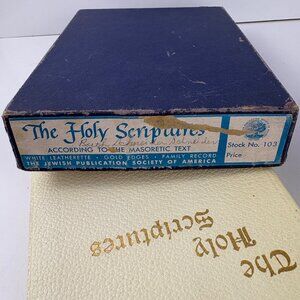 The Holy Scriptures
ACCORDING TO THE MASORETIC TEXT
WHITE LEATHERETTE • GOLD EDGES • FAMILY RECORD
THE JEWISH PUBLICATION SOCIETY OF AMERICA
Stock No. 103
Price
The Holy
Scriptures